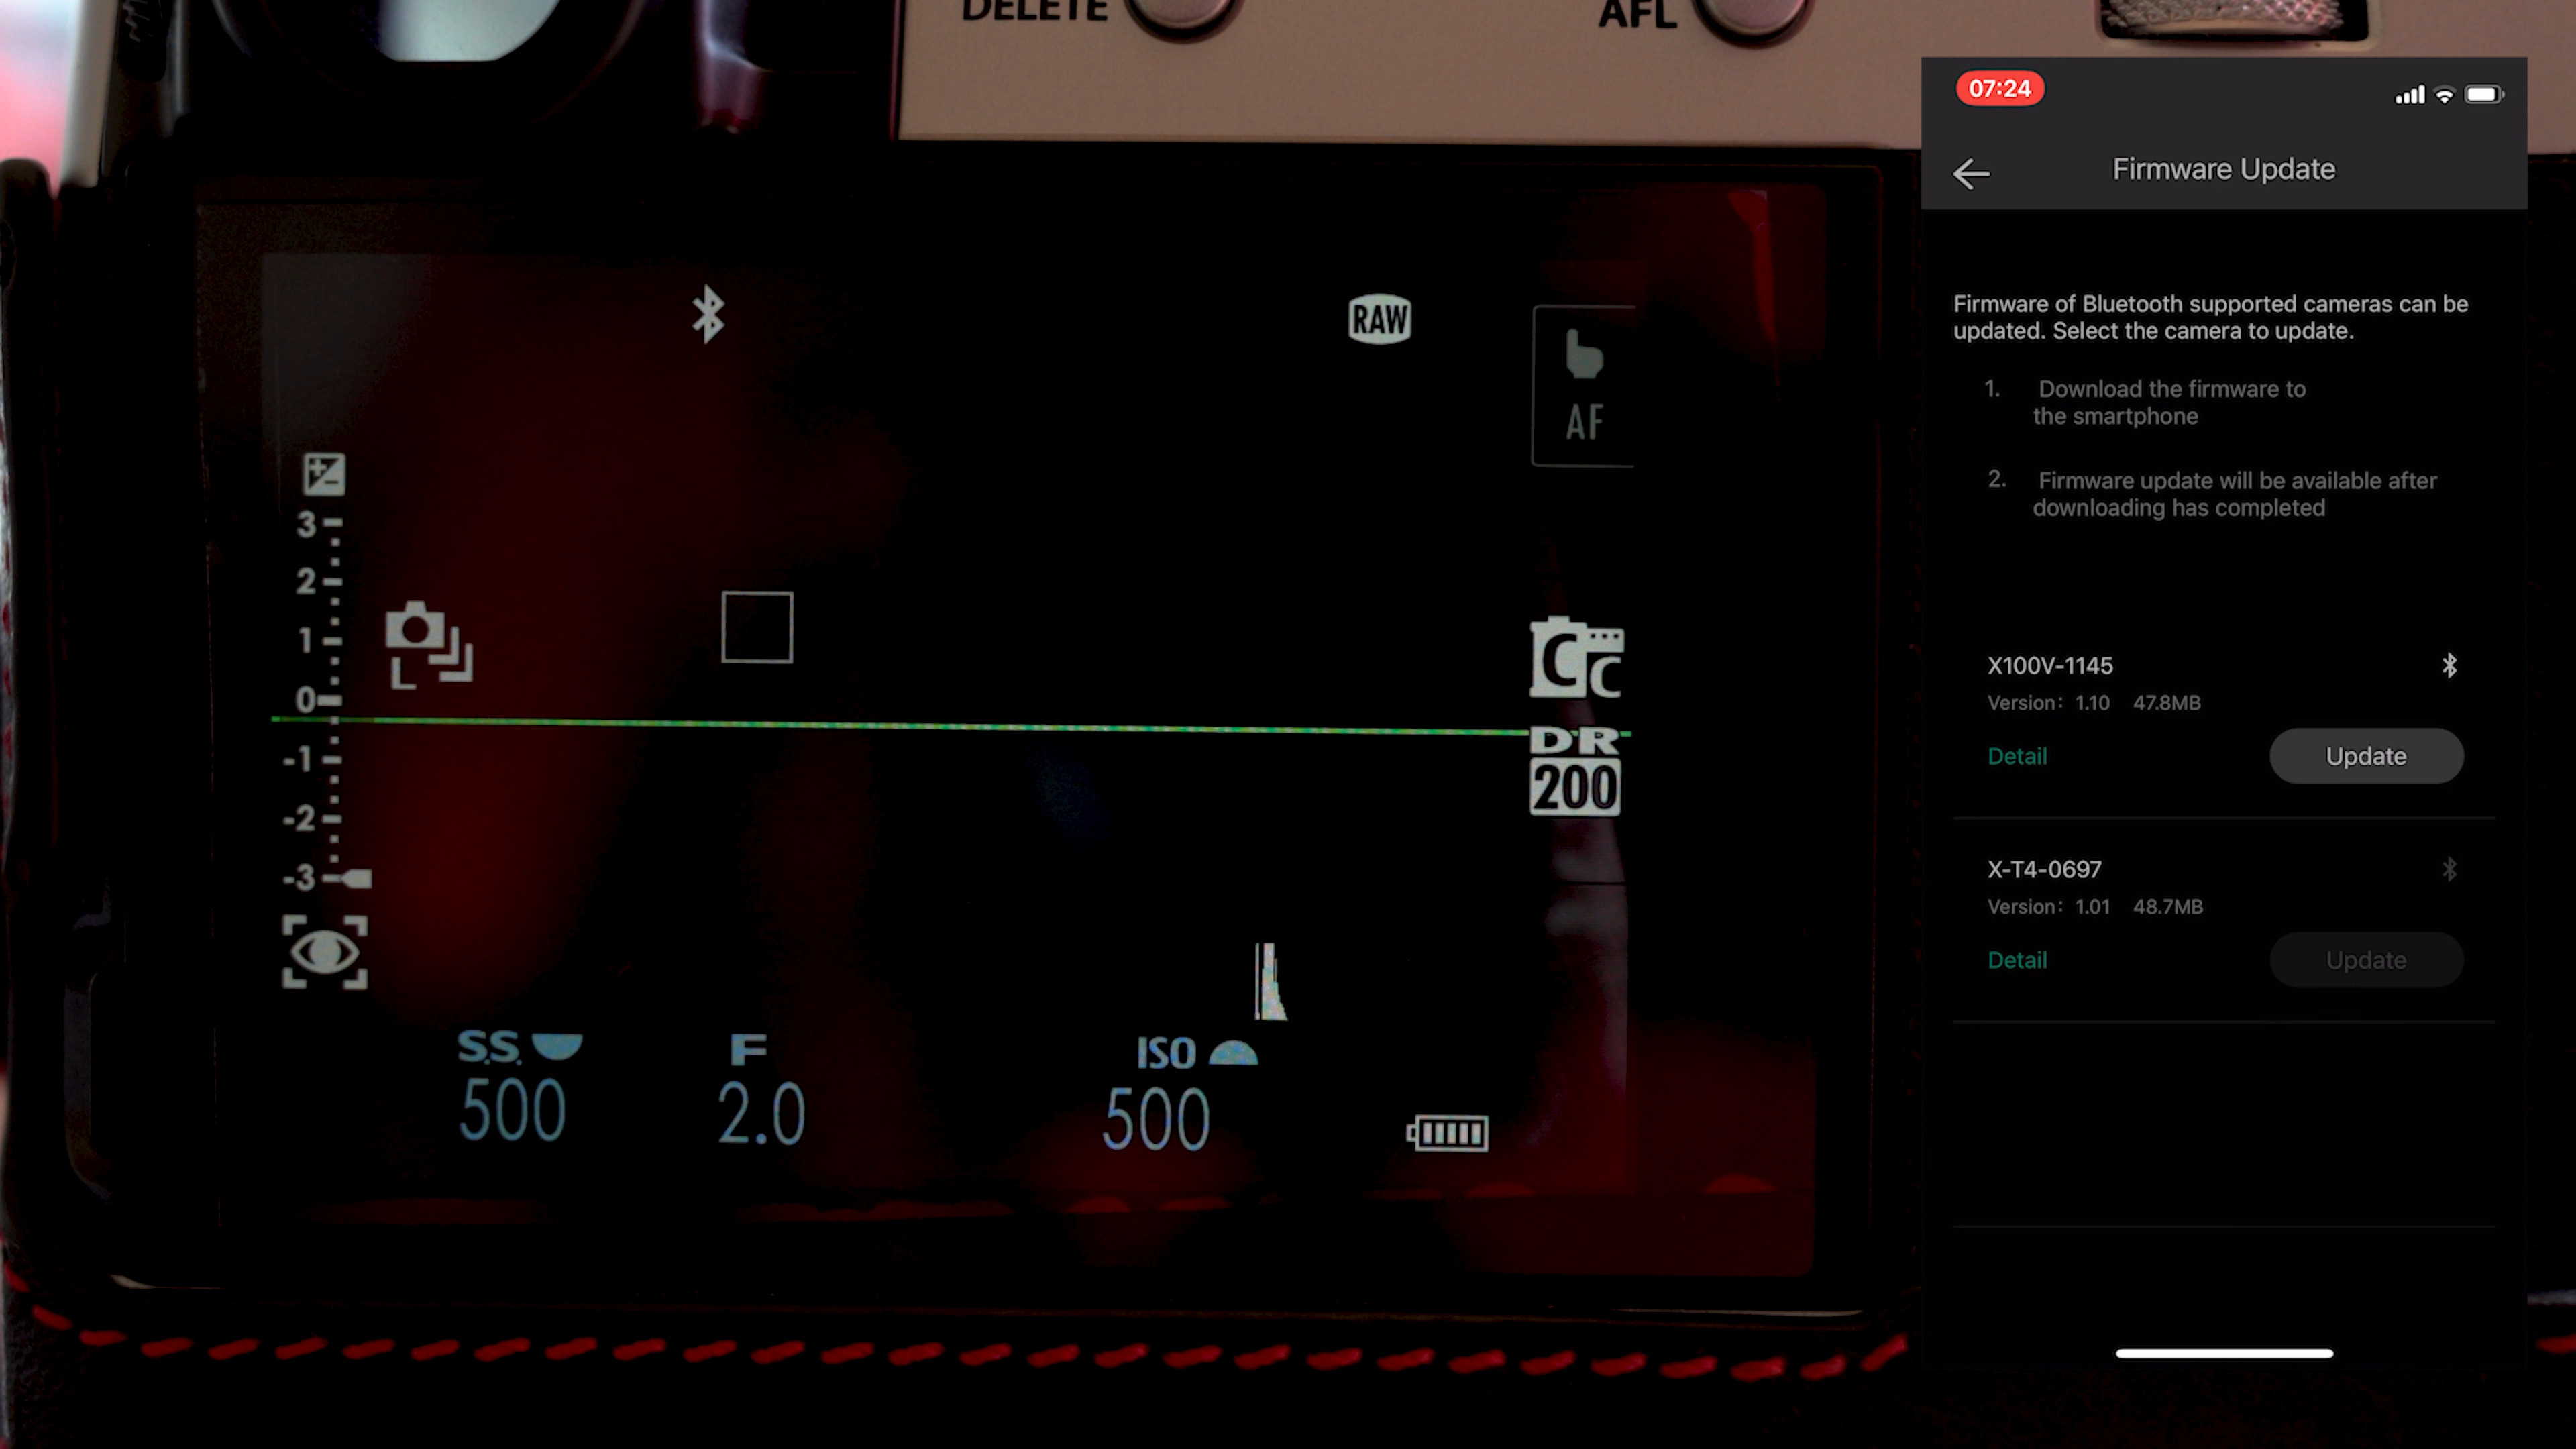 DELETE
AFL
RAW
AF
3
2
1
L
0
-1
-2
-3
CC
DR
200
S.S.
500
F
2.0
ISO
500
07:24
Firmware Update
Firmware of Bluetooth supported cameras can be
updated. Select the camera to update.
1. Download the firmware to
the smartphone
2. Firmware update will be available after
downloading has completed
X100V-1145
Version: 1.10 47.8MB
Detail
Update
X-T4-0697
Version: 1.01 48.7MB
Detail
Update